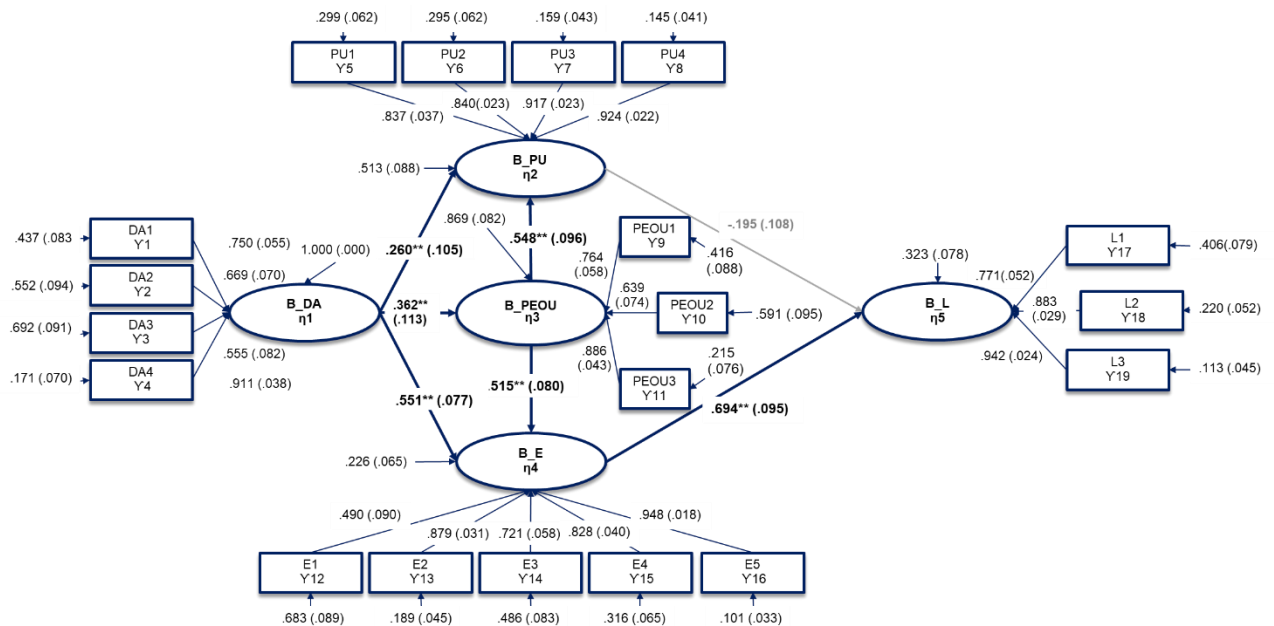 .299 (.062)
.295 (.062)
.159 (.043)
.145 (.041)
PU1
Y5
PU2
Y6
PU3
Y7
PU4
Y8
.837 (.037)
.840(.023)
.917 (.023)
.924 (.022)
B_PU
η2
.513 (.088)
.869 (.082)
.548** (.096)
-.195 (.108)
.260** (.105)
PEOU1
Y9
.416
(.088)
.764
(.058)
.437 (.083
DA1
Y1
.750 (.055)
1.000 (.000)
.552 (.094)
DA2
Y2
.669 (.070)
.692 (.091)
DA3
Y3
.555 (.082)
.171 (.070)
DA4
Y4
.911 (.038)
B_DA
η1
.362**
(.113)
B_PEOU
η3
.639
(.074)
PEOU2
Y10
.591 (.095)
.886
(.043)
PEOU3
Y11
.215
(.076)
.323 (.078)
B_L
η5
.771(.052)
L1
Y17
.406(.079)
.883
(.029)
L2
Y18
.220 (.052)
.942 (.024)
L3
Y19
.113 (.045)
.551** (.077)
.515** (.080)
.694** (.095)
.226 (.065)
B_E
η4
.490 (.090)
.879 (.031)
.721 (.058)
.828 (.040)
.948 (.018)
E1
Y12
E2
Y13
E3
Y14
E4
Y15
E5
Y16
.683 (.089)
.189 (.045)
.486 (.083)
.316 (.065)
.101 (.033)